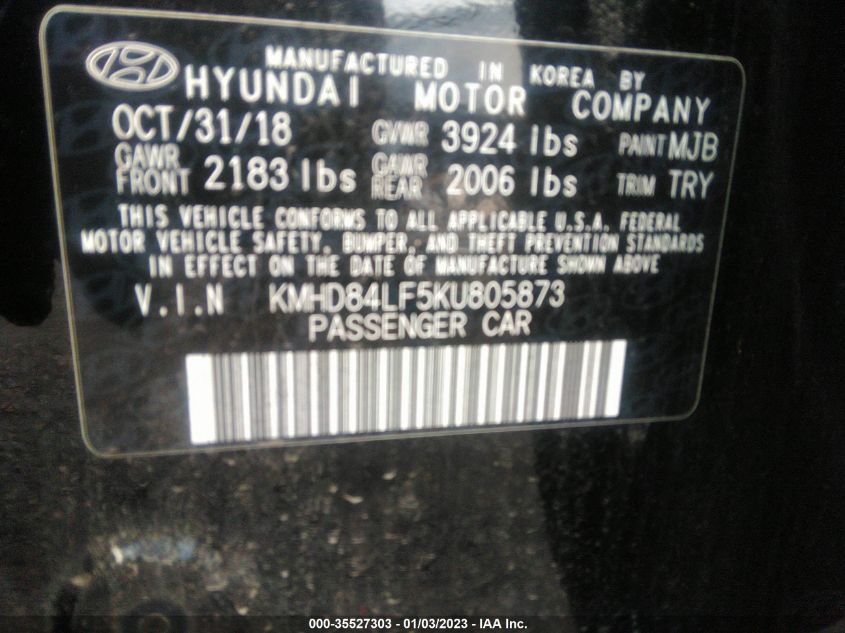 MANUFACTURED IN KOREA BY
HYUNDAI MOTOR COMPANY
OCT/31/18 GVWR 3924 lbs PAINT MJB
GAWR FRONT 2183 lbs GAWR REAR 2006 lbs TRIM TRY
THIS VEHICLE CONFORMS TO ALL APPLICABLE U.S.A. FEDERAL
MOTOR VEHICLE SAFETY, BUMPER, AND THEFT PREVENTION STANDARDS
IN EFFECT ON THE DATE OF MANUFACTURE SHOWN ABOVE
V.I.N KMHD84LF5KU805873
PASSENGER CAR
000-35527303 - 01/03/2023 - IAA Inc.